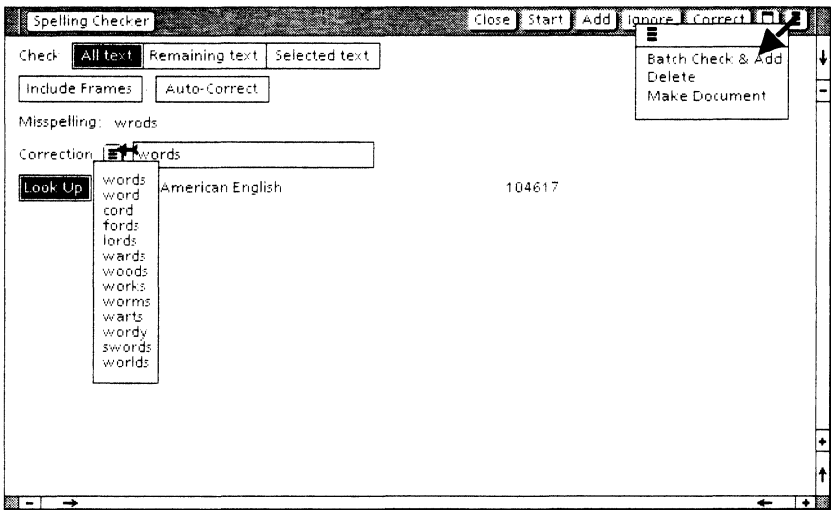 Spelling Checker Close Start Add Ignore Correct
Check All text Remaining text Selected text
Batch Check & Add
Delete
Make Document
Include Frames Auto-Correct
Misspelling: wrods
Correction words
Look Up American English 104617
words
word
cord
fords
lords
wards
woods
works
worms
warts
wordy
swords
worlds